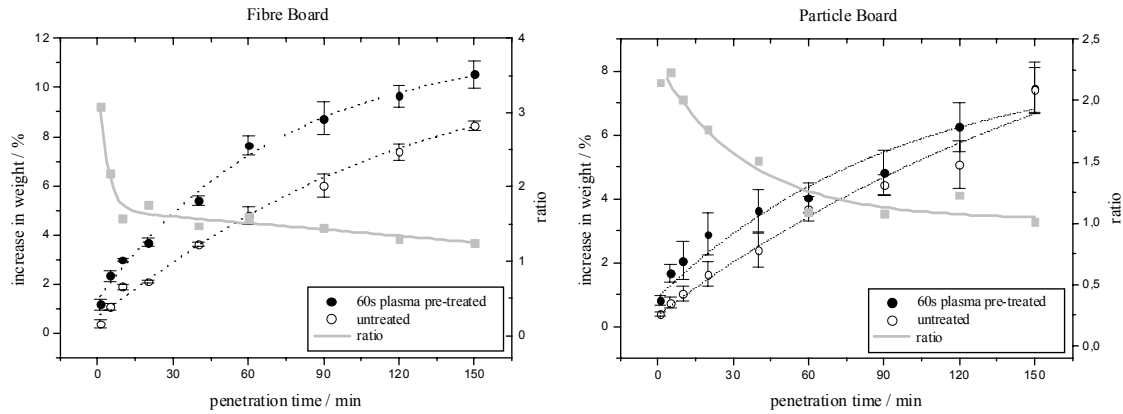 Fibre Board
12
10
8
6
4
2
0
increase in weight / %
4
3
2
1
0
ratio
60s plasma pre-treated
untreated
ratio
0 30 60 90 120 150
penetration time / min
Particle Board
8
6
4
2
0
increase in weight / %
2,5
2,0
1,5
1,0
0,5
0,0
ratio
60s plasma pre-treated
untreated
ratio
0 30 60 90 120 150
penetration time / min